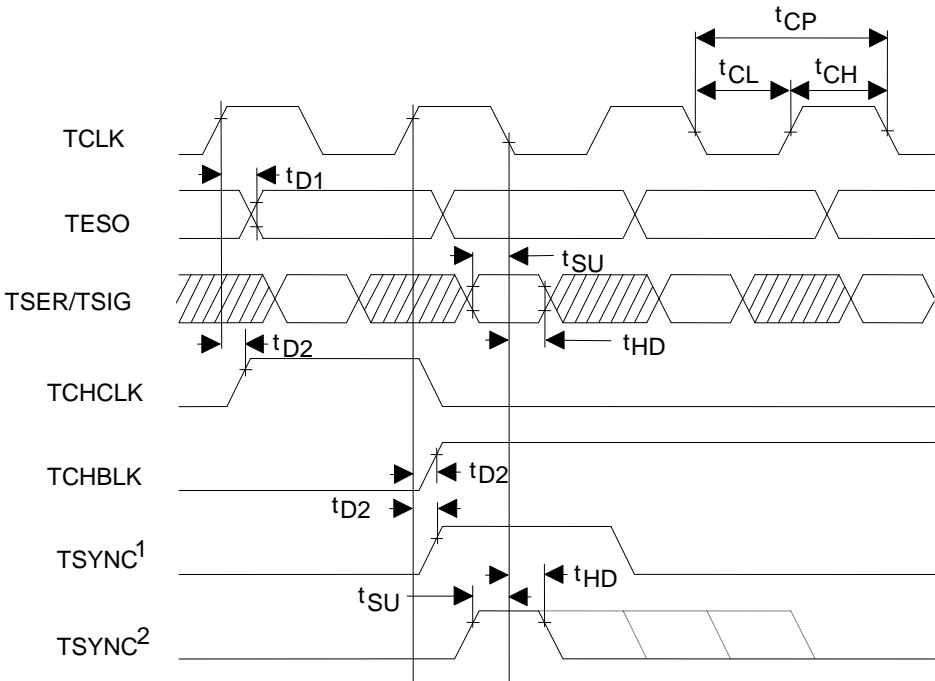 tCP
tCL
tCH
TCLK
tD1
TESO
tSU
TSER/TSIG
tD2
tHD
TCHCLK
TCHBLK
tD2
tD2
TSYNC1
tHD
tSU
TSYNC2